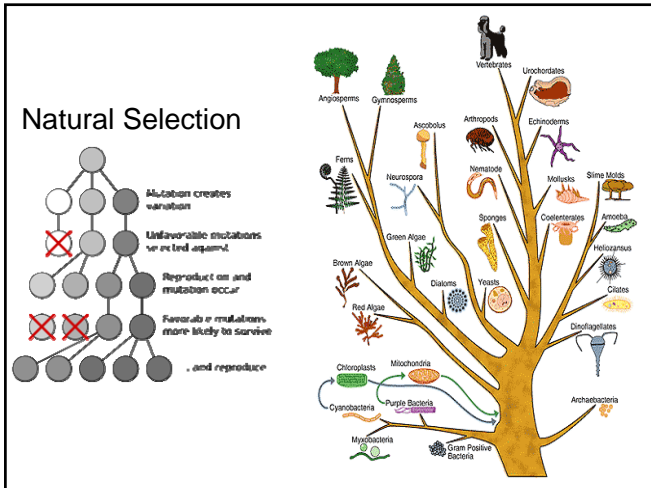 Natural Selection
Mutation creates
variation
Unfavorable mutations
selected against
Reproduction and
mutation occur
Favorable mutations
more likely to survive
. and reproduce
Vertebrates
Urochordates
Angiosperms
Gymnosperms
Ascobolus
Arthropods
Echinoderms
Ferns
Neurospora
Nematode
Mollusks
Slime Molds
Sponges
Coelenterates
Amoeba
Green Algae
Heliozansus
Brown Algae
Diatoms
Yeasts
Ciliates
Red Algae
Dinoflagellates
Chloroplasts
Mitochondria
Cyanobacteria
Purple Bacteria
Archaebacteria
Myxobacteria
Gram Positive
Bacteria